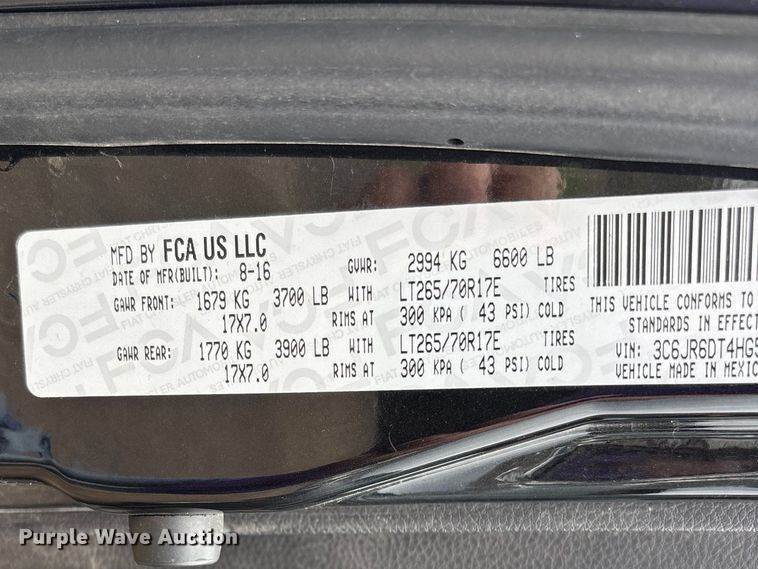 MFD BY FCA US LLC
DATE OF MFR(BUILT): 8-16 GVWR: 2994 KG 6600 LB
GAWR FRONT: 1679 KG 3700 LB WITH LT265/70R17E TIRES
17X7.0 RIMS AT 300 KPA ( 43 PSI) COLD
GAWR REAR: 1770 KG 3900 LB WITH LT265/70R17E TIRES
17X7.0 RIMS AT 300 KPA ( 43 PSI) COLD
THIS VEHICLE CONFORMS TO
STANDARDS IN EFFECT
VIN: 3C6JR6DT4HG5
VEHICLE MADE IN MEXIC
Purple Wave Auction